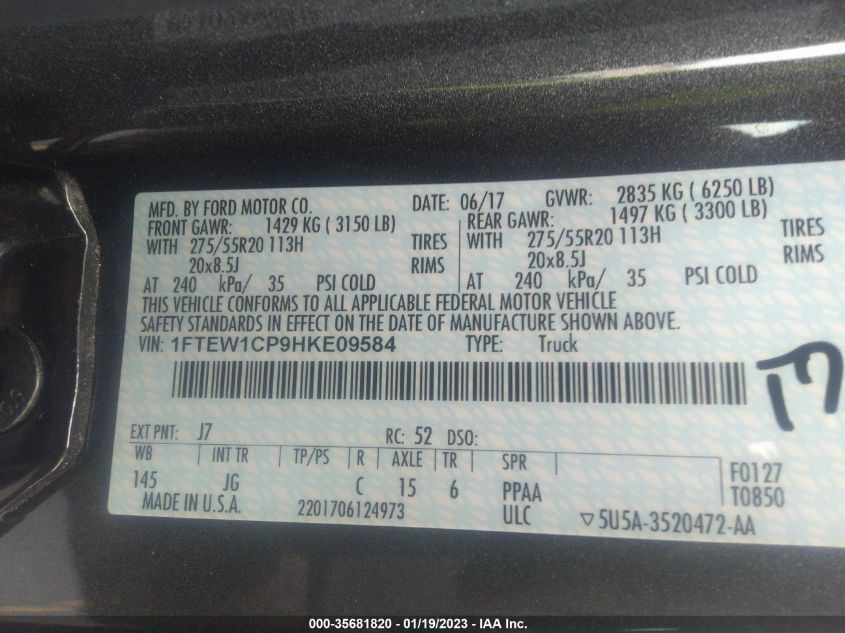 MFD. BY FORD MOTOR CO. DATE: 06/17 GVWR: 2835 KG ( 6250 LB)
FRONT GAWR: 1429 KG ( 3150 LB) REAR GAWR: 1497 KG ( 3300 LB)
WITH 275/55R20 113H TIRES WITH 275/55R20 113H TIRES
20x8.5J RIMS 20x8.5J RIMS
AT 240 kPa/ 35 PSI COLD AT 240 kPa/ 35 PSI COLD
THIS VEHICLE CONFORMS TO ALL APPLICABLE FEDERAL MOTOR VEHICLE
SAFETY STANDARDS IN EFFECT ON THE DATE OF MANUFACTURE SHOWN ABOVE.
VIN: 1FTEW1CP9HKE09584 TYPE: Truck
17
EXT PNT: J7 RC: 52 DSO:
WB INT TR TP/PS R AXLE TR SPR F0127
145 JG C 15 6 PPAA T0850
MADE IN U.S.A. 2201706124973 ULC ▽5U5A-3520472-AA
000-35681820 - 01/19/2023 - IAA Inc.